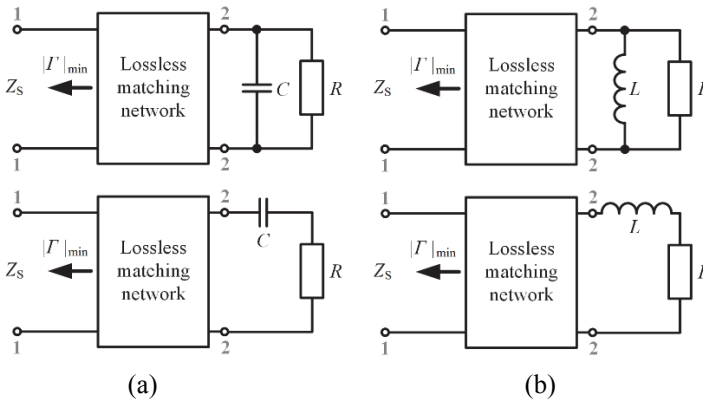 1
2
|Γ|min
ZS
Lossless
matching
network
C
R
1
2
1
2
|Γ|min
ZS
Lossless
matching
network
C
R
1
2
(a)
1
2
|Γ|min
ZS
Lossless
matching
network
L
1
2
1
2
|Γ|min
ZS
Lossless
matching
network
L
1
2
(b)